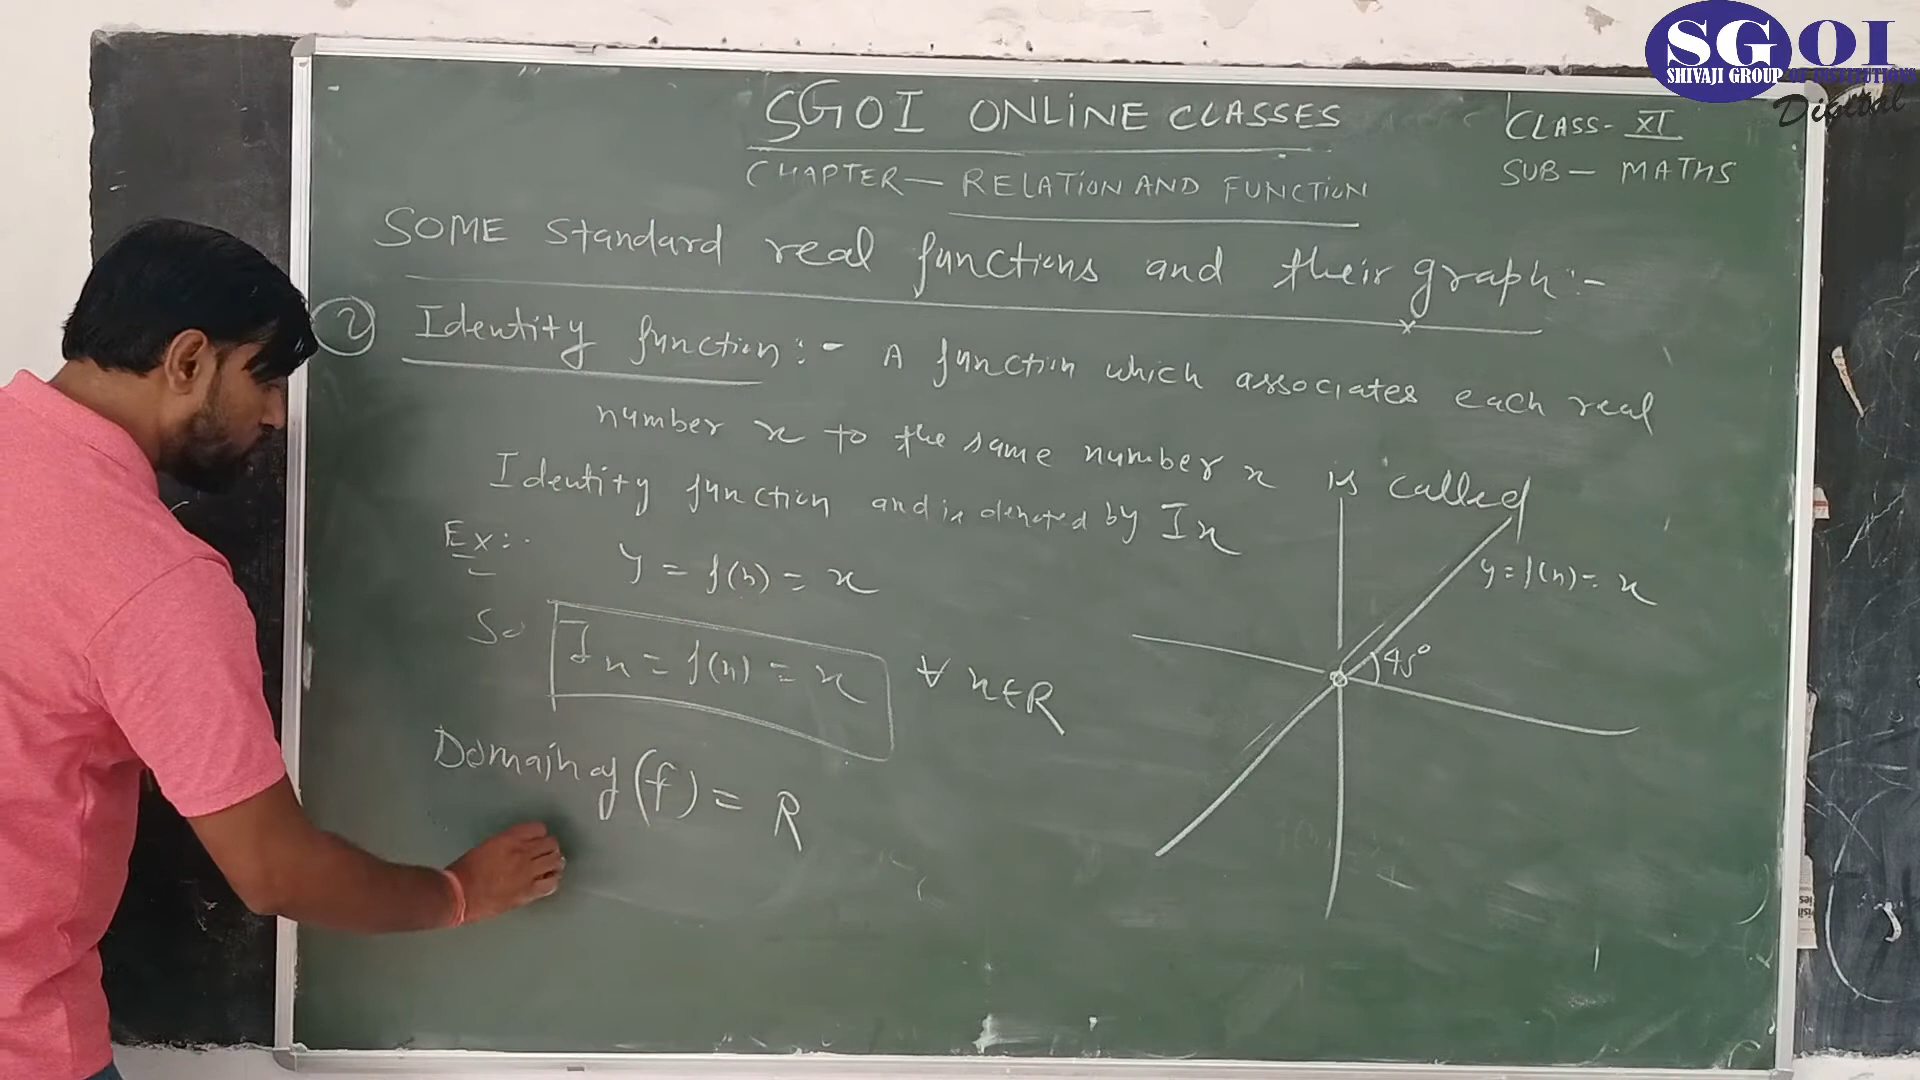 SGOI
SHIVAJI GROUP OF INSTITUTIONS
Digital
SGOI ONLINE CLASSES
CLASS- XI
CHAPTER- RELATION AND FUNCTION
SUB- MATHS
SOME standard real functions and their graph:-
② Identity function:- A function which associates each real
number x to the same number x is called
Identity function and is denoted by Ix
Ex:- y = f(x) = x
y = f(x) = x
So Ix = f(x) = x ∀ x∈R
45°
Domain of (f) = R